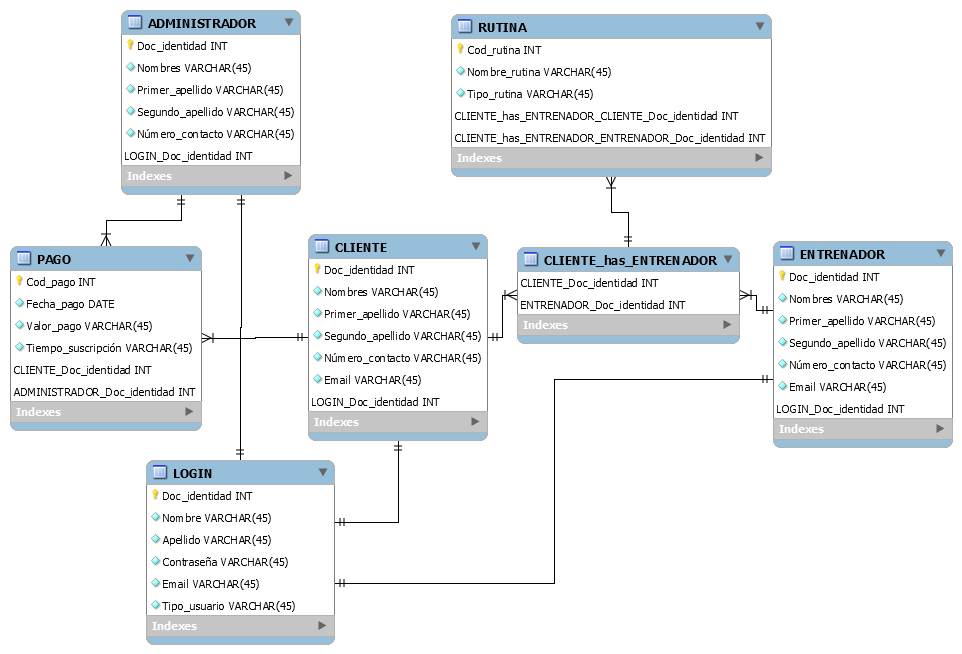 ADMINISTRADOR
Doc_identidad INT
Nombres VARCHAR(45)
Primer_apellido VARCHAR(45)
Segundo_apellido VARCHAR(45)
Número_contacto VARCHAR(45)
LOGIN_Doc_identidad INT
Indexes
RUTINA
Cod_rutina INT
Nombre_rutina VARCHAR(45)
Tipo_rutina VARCHAR(45)
CLIENTE_has_ENTRENADOR_CLIENTE_Doc_identidad INT
CLIENTE_has_ENTRENADOR_ENTRENADOR_Doc_identidad INT
Indexes
PAGO
Cod_pago INT
Fecha_pago DATE
Valor_pago VARCHAR(45)
Tiempo_suscripción VARCHAR(45)
CLIENTE_Doc_identidad INT
ADMINISTRADOR_Doc_identidad INT
Indexes
CLIENTE
Doc_identidad INT
Nombres VARCHAR(45)
Primer_apellido VARCHAR(45)
Segundo_apellido VARCHAR(45)
Número_contacto VARCHAR(45)
Email VARCHAR(45)
LOGIN_Doc_identidad INT
Indexes
CLIENTE_has_ENTRENADOR
CLIENTE_Doc_identidad INT
ENTRENADOR_Doc_identidad INT
Indexes
ENTRENADOR
Doc_identidad INT
Nombres VARCHAR(45)
Primer_apellido VARCHAR(45)
Segundo_apellido VARCHAR(45)
Número_contacto VARCHAR(45)
Email VARCHAR(45)
LOGIN_Doc_identidad INT
Indexes
LOGIN
Doc_identidad INT
Nombre VARCHAR(45)
Apellido VARCHAR(45)
Contraseña VARCHAR(45)
Email VARCHAR(45)
Tipo_usuario VARCHAR(45)
Indexes